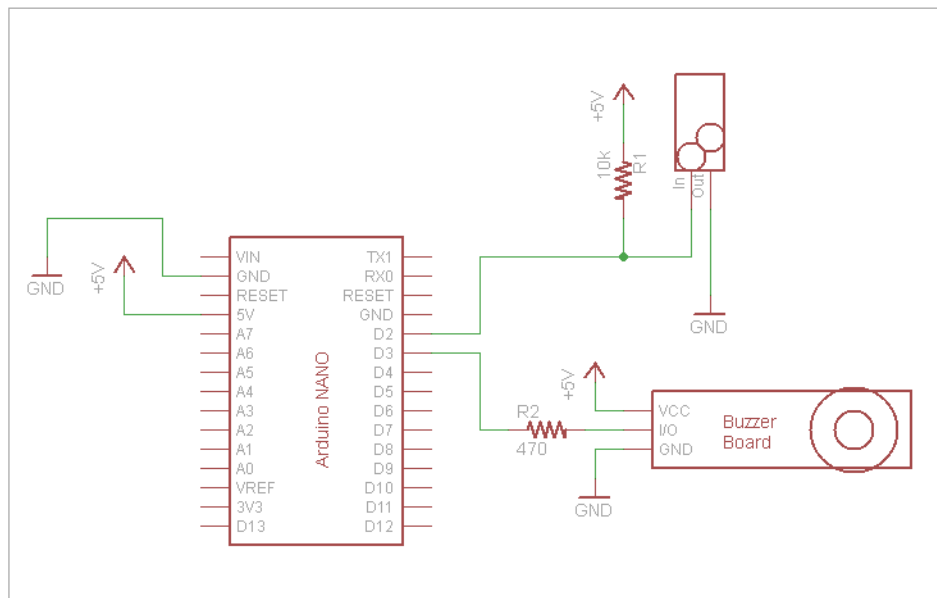 +5V
10k
R1
In
Out
GND
GND
+5V
VIN
GND
RESET
5V
A7
A6
A5
A4
A3
A2
A1
A0
VREF
3V3
D13
Arduino NANO
TX1
RX0
RESET
GND
D2
D3
D4
D5
D6
D7
D8
D9
D10
D11
D12
+5V
R2
470
VCC
I/O
GND
Buzzer
Board
GND